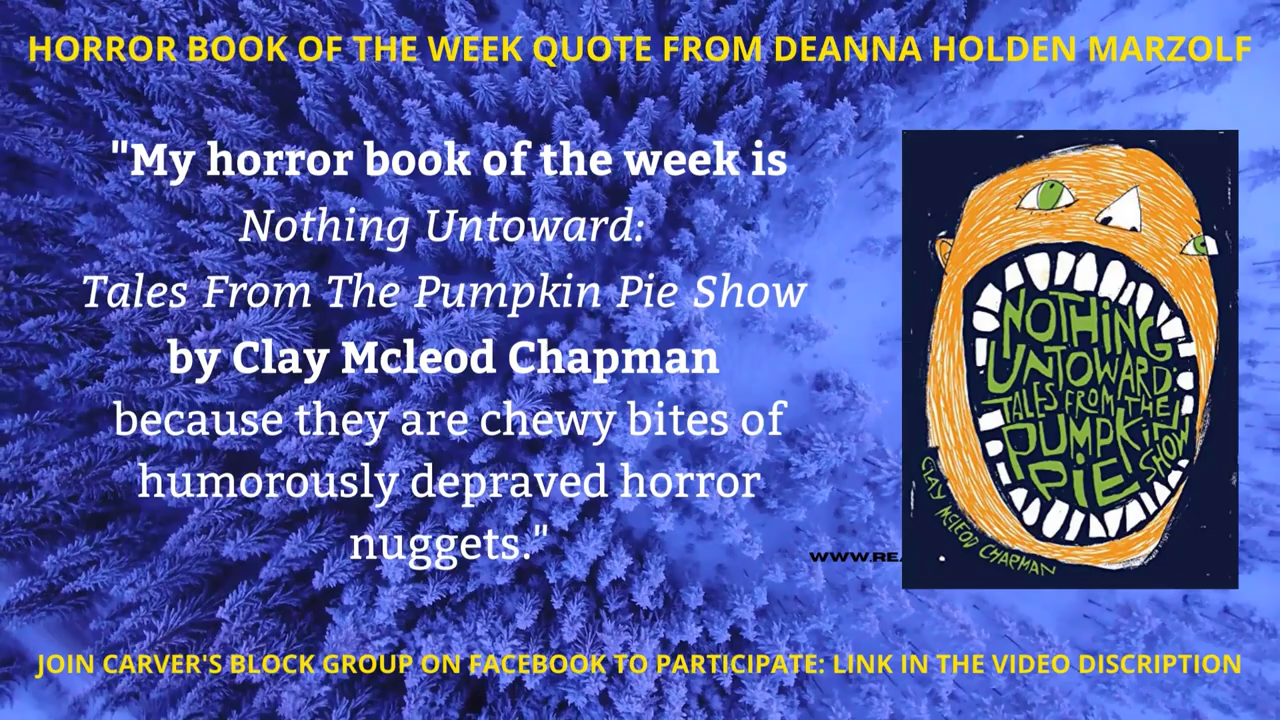 HORROR BOOK OF THE WEEK QUOTE FROM DEANNA HOLDEN MARZOLF
"My horror book of the week is
Nothing Untoward:
Tales From The Pumpkin Pie Show
by Clay Mcleod Chapman
because they are chewy bites of
humorously depraved horror
nuggets."
NOTHING
UNTOWARD:
TALES FROM THE
PUMPKIN
PIE SHOW
CLAY MCLEOD CHAPMAN
JOIN CARVER'S BLOCK GROUP ON FACEBOOK TO PARTICIPATE: LINK IN THE VIDEO DISCRIPTION